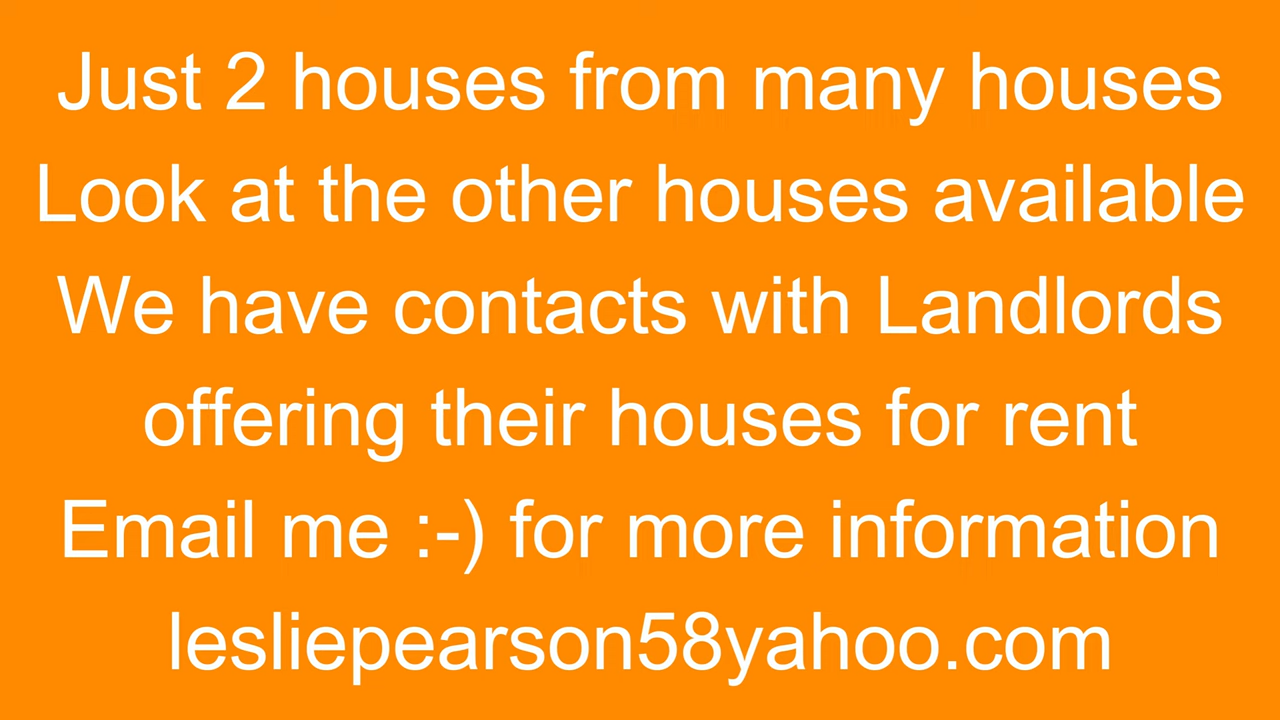 Just 2 houses from many houses
Look at the other houses available
We have contacts with Landlords
offering their houses for rent
Email me :-) for more information
lesliepearson58yahoo.com